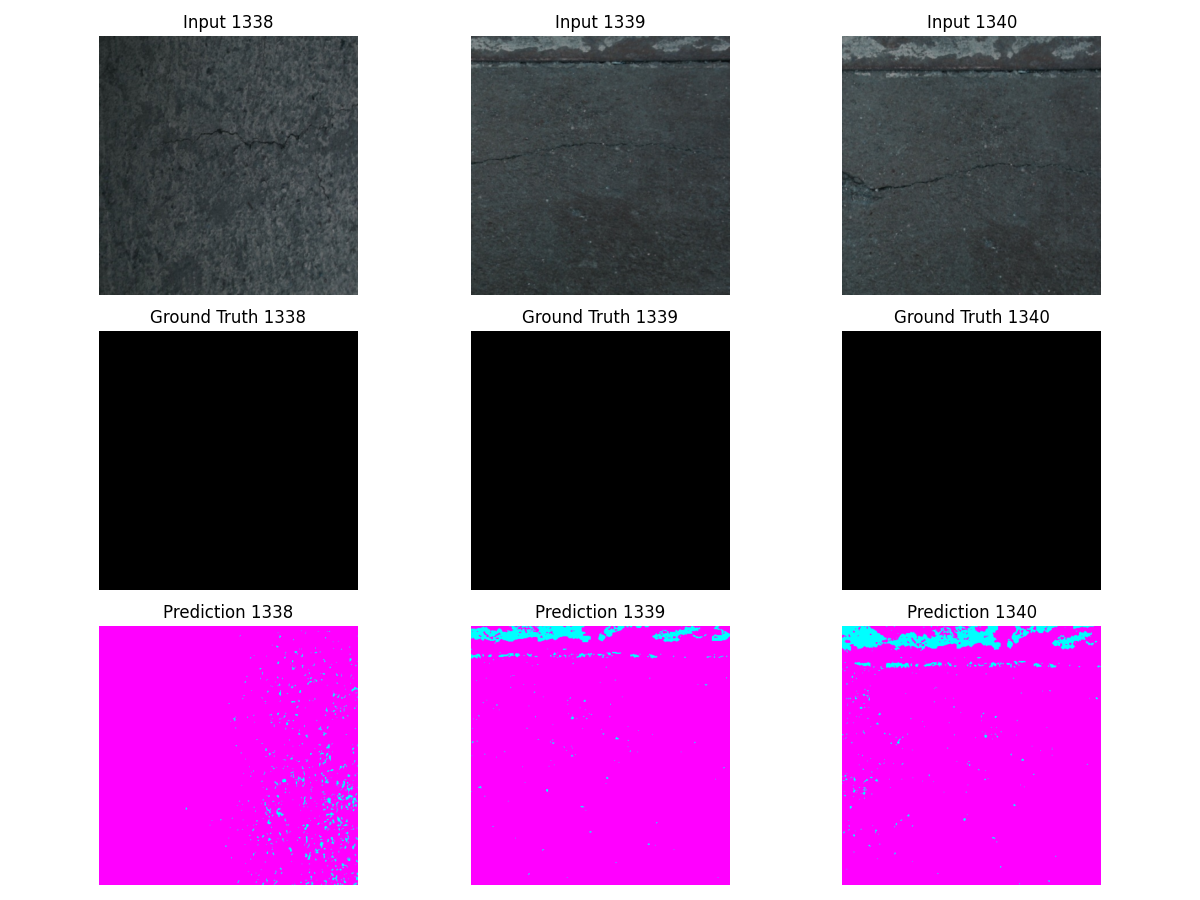 Input 1338
Input 1339
Input 1340
Ground Truth 1338
Ground Truth 1339
Ground Truth 1340
Prediction 1338
Prediction 1339
Prediction 1340